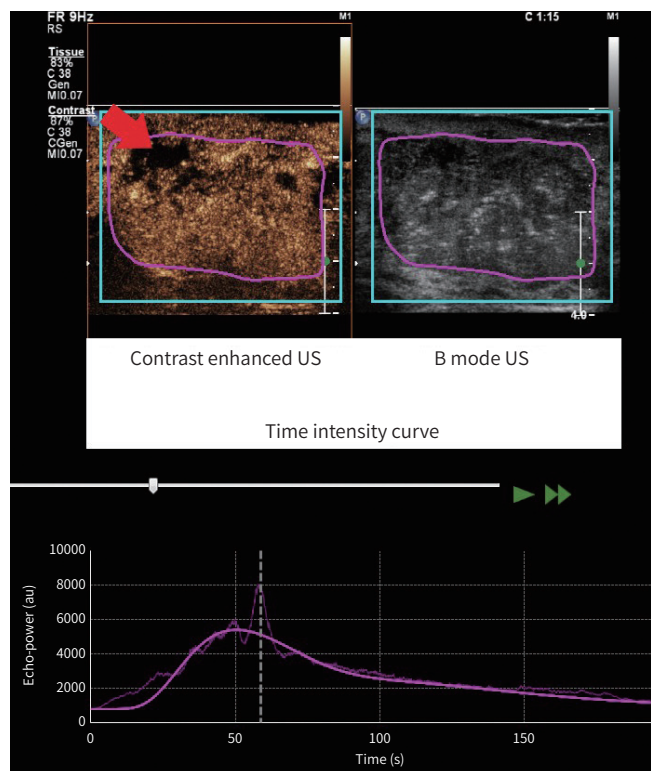 FR 9Hz
RS
M1
C 1:15
M1
Tissue
83%
C 38
Gen
MI0.07
Contrast
87%
C 38
CGen
MI0.07
P
P
4.0
Contrast enhanced US
B mode US
Time intensity curve
10000
8000
6000
4000
2000
0
Echo-power (au)
0
50
100
150
Time (s)